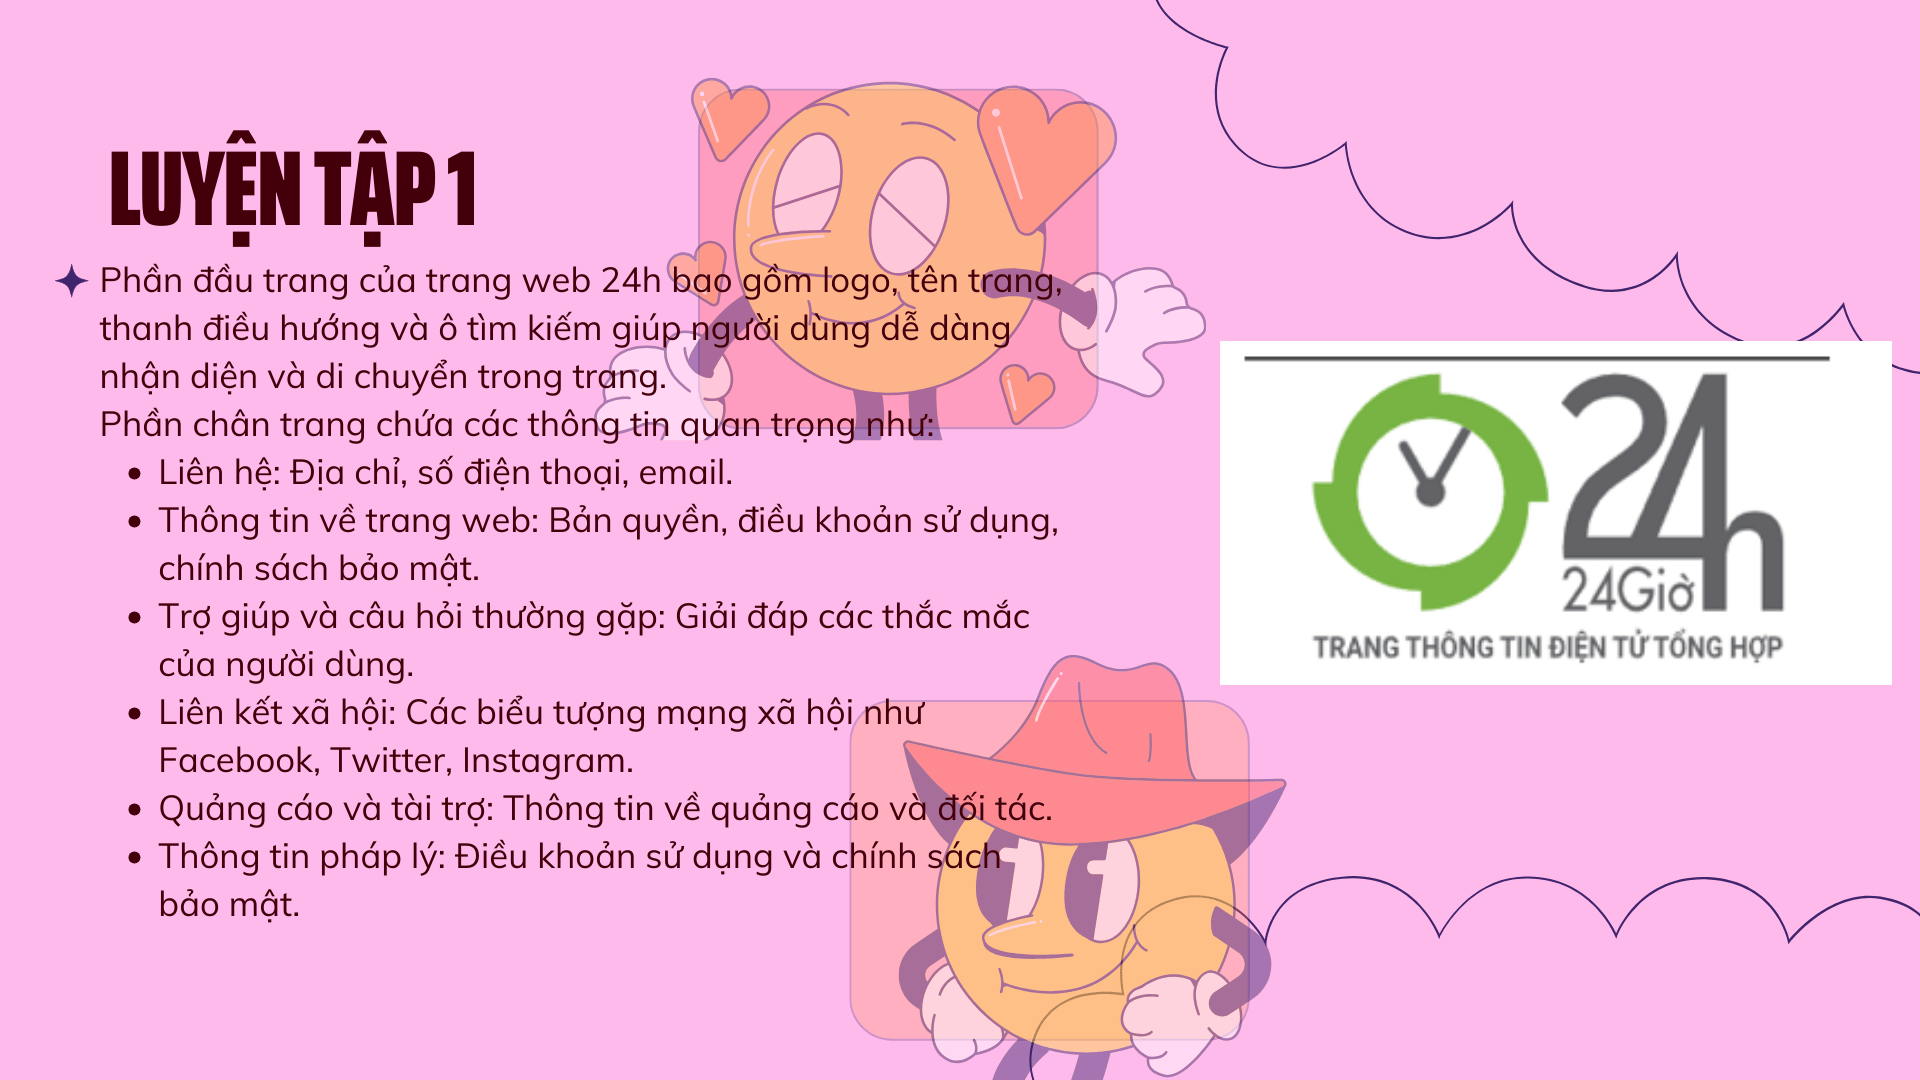 LUYỆN TẬP 1
Phần đầu trang của trang web 24h bao gồm logo, tên trang,
thanh điều hướng và ô tìm kiếm giúp người dùng dễ dàng
nhận diện và di chuyển trong trang.
Phần chân trang chứa các thông tin quan trọng như:
• Liên hệ: Địa chỉ, số điện thoại, email.
• Thông tin về trang web: Bản quyền, điều khoản sử dụng,
chính sách bảo mật.
• Trợ giúp và câu hỏi thường gặp: Giải đáp các thắc mắc
của người dùng.
• Liên kết xã hội: Các biểu tượng mạng xã hội như
Facebook, Twitter, Instagram.
• Quảng cáo và tài trợ: Thông tin về quảng cáo và đối tác.
• Thông tin pháp lý: Điều khoản sử dụng và chính sách
bảo mật.
24h
24Giờ
TRANG THÔNG TIN ĐIỆN TỬ TỔNG HỢP